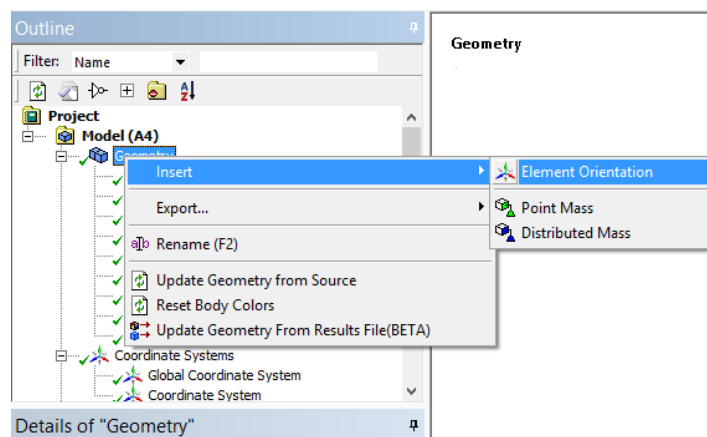 Outline
Geometry
Filter: Name
Project
Model (A4)
Geometry
Insert
Element Orientation
Export...
Point Mass
Distributed Mass
Rename (F2)
Update Geometry from Source
Reset Body Colors
Update Geometry From Results File(BETA)
Coordinate Systems
Global Coordinate System
Coordinate System
Details of "Geometry"